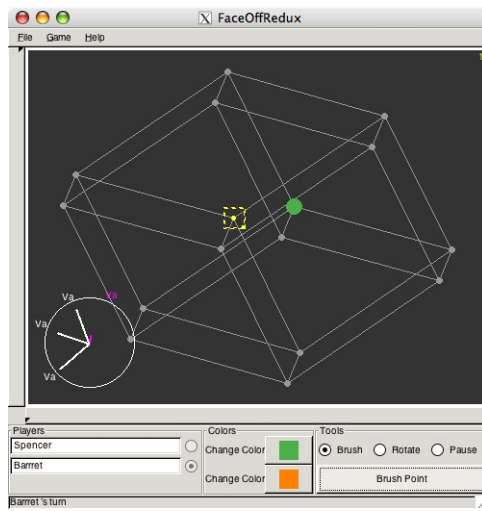 FaceOffRedux
File Game Help
Va
Va
Va
Va
Players
Spencer
Barrret
Colors
Change Color
Change Color
Tools
Brush Rotate Pause
Brush Point
Barrret 's turn